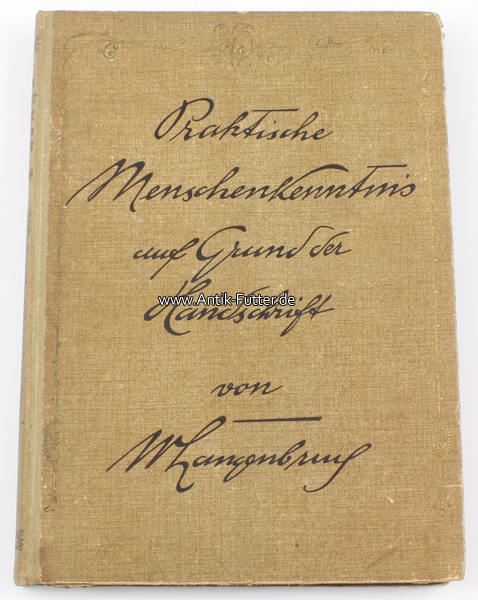 Praktische
Menschenkenntnis
auf Grund der
www.Antik-Futter.de
Handschrift
von
W Langenbruch